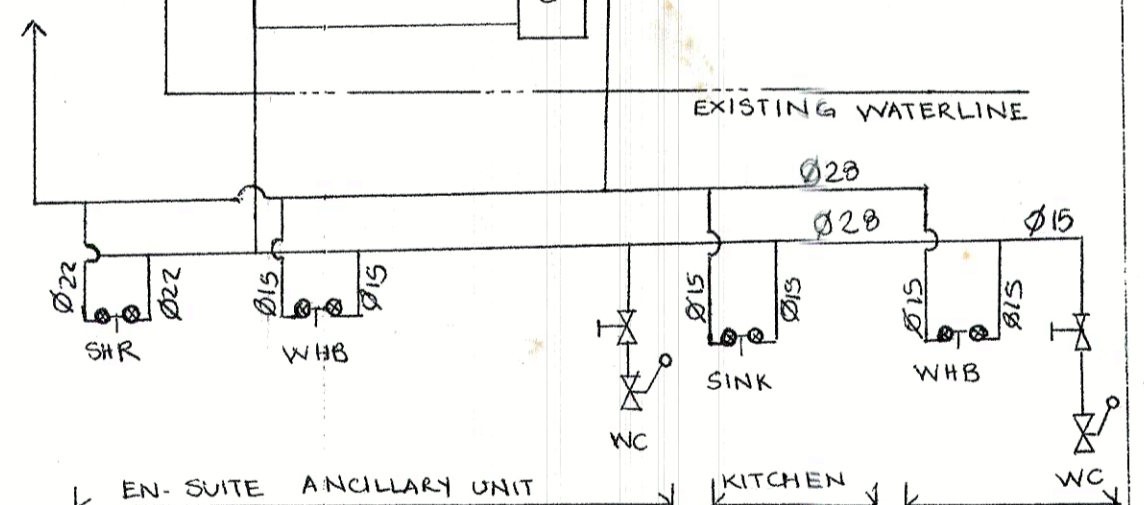 EXISTING WATERLINE
Ø28
Ø28
Ø15
Ø22
Ø22
Ø15
Ø15
Ø15
Ø15
Ø15
Ø15
SHR
WHB
WC
SINK
WHB
WC
EN-SUITE ANCILLARY UNIT
KITCHEN